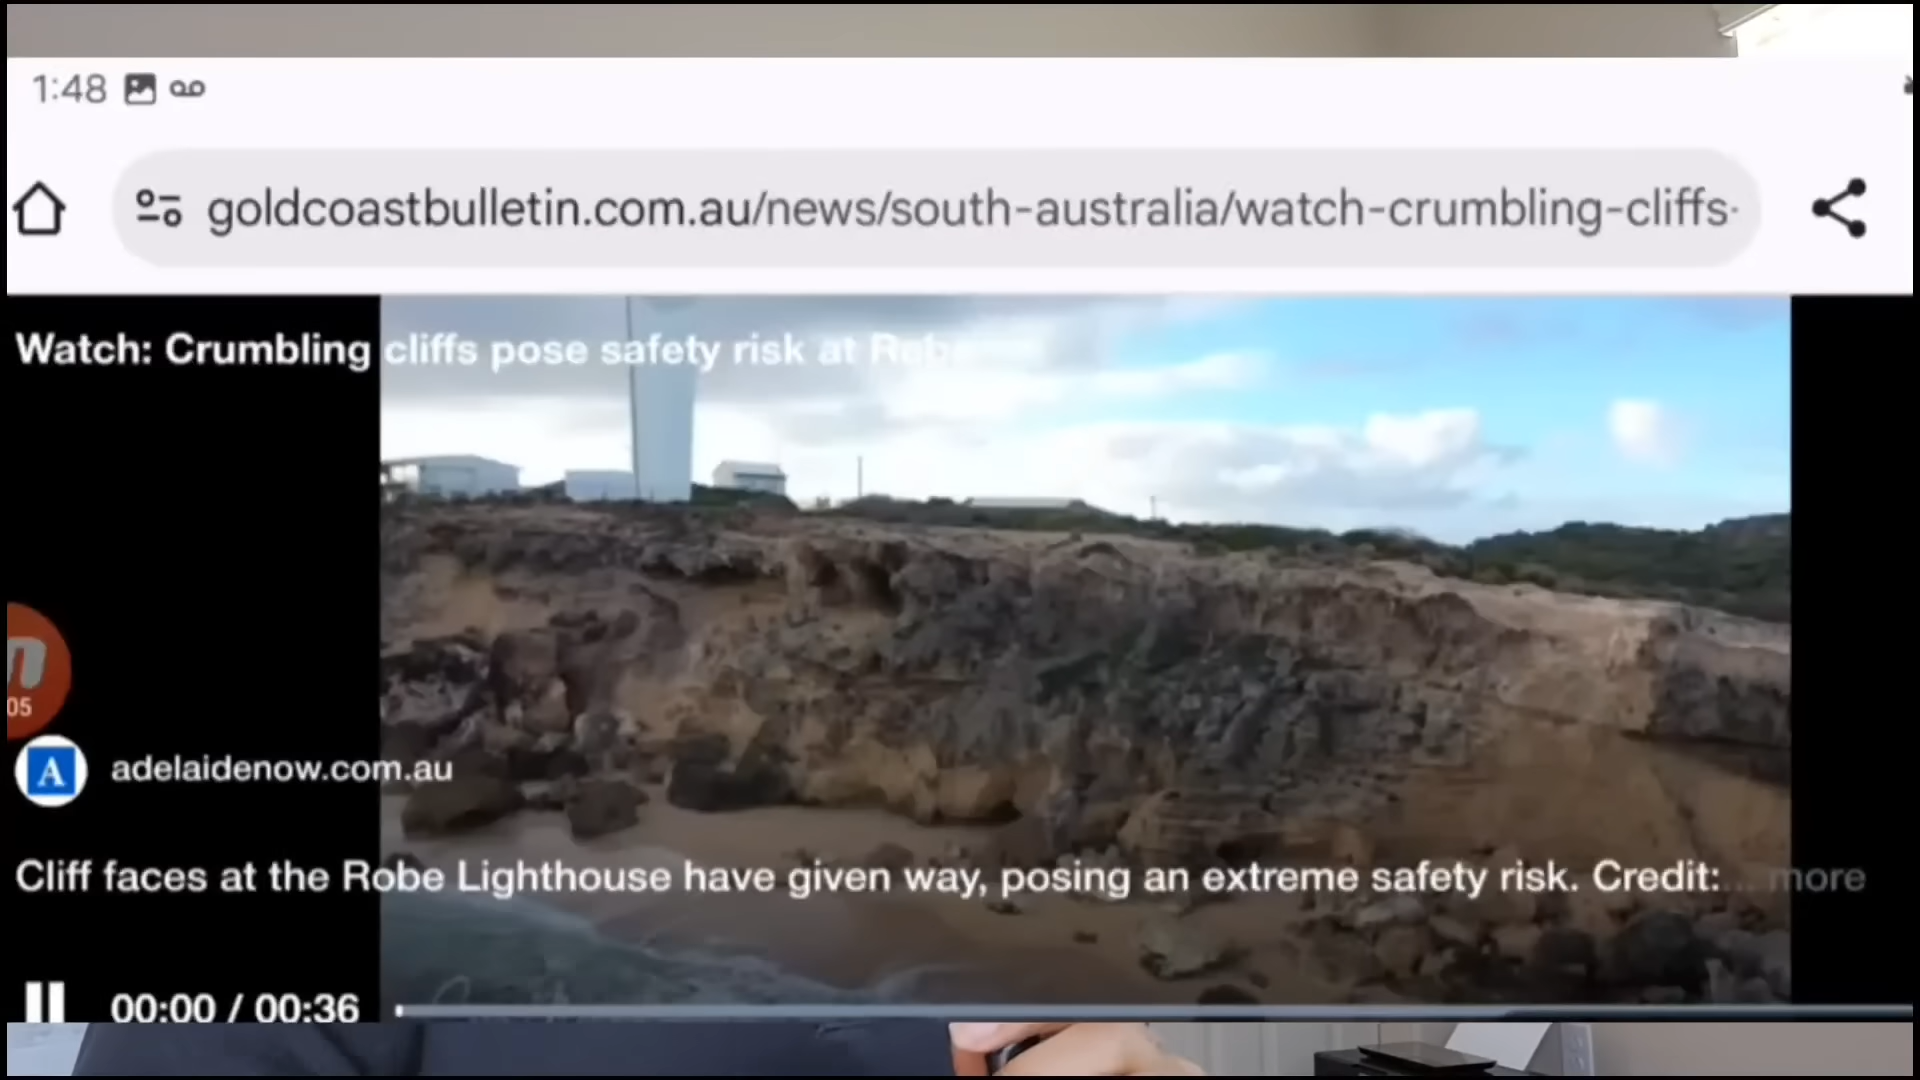 1:48
goldcoastbulletin.com.au/news/south-australia/watch-crumbling-cliffs-
Watch: Crumbling cliffs pose safety risk at Robe
05
adelaidenow.com.au
Cliff faces at the Robe Lighthouse have given way, posing an extreme safety risk. Credit:... more
00:00 / 00:36